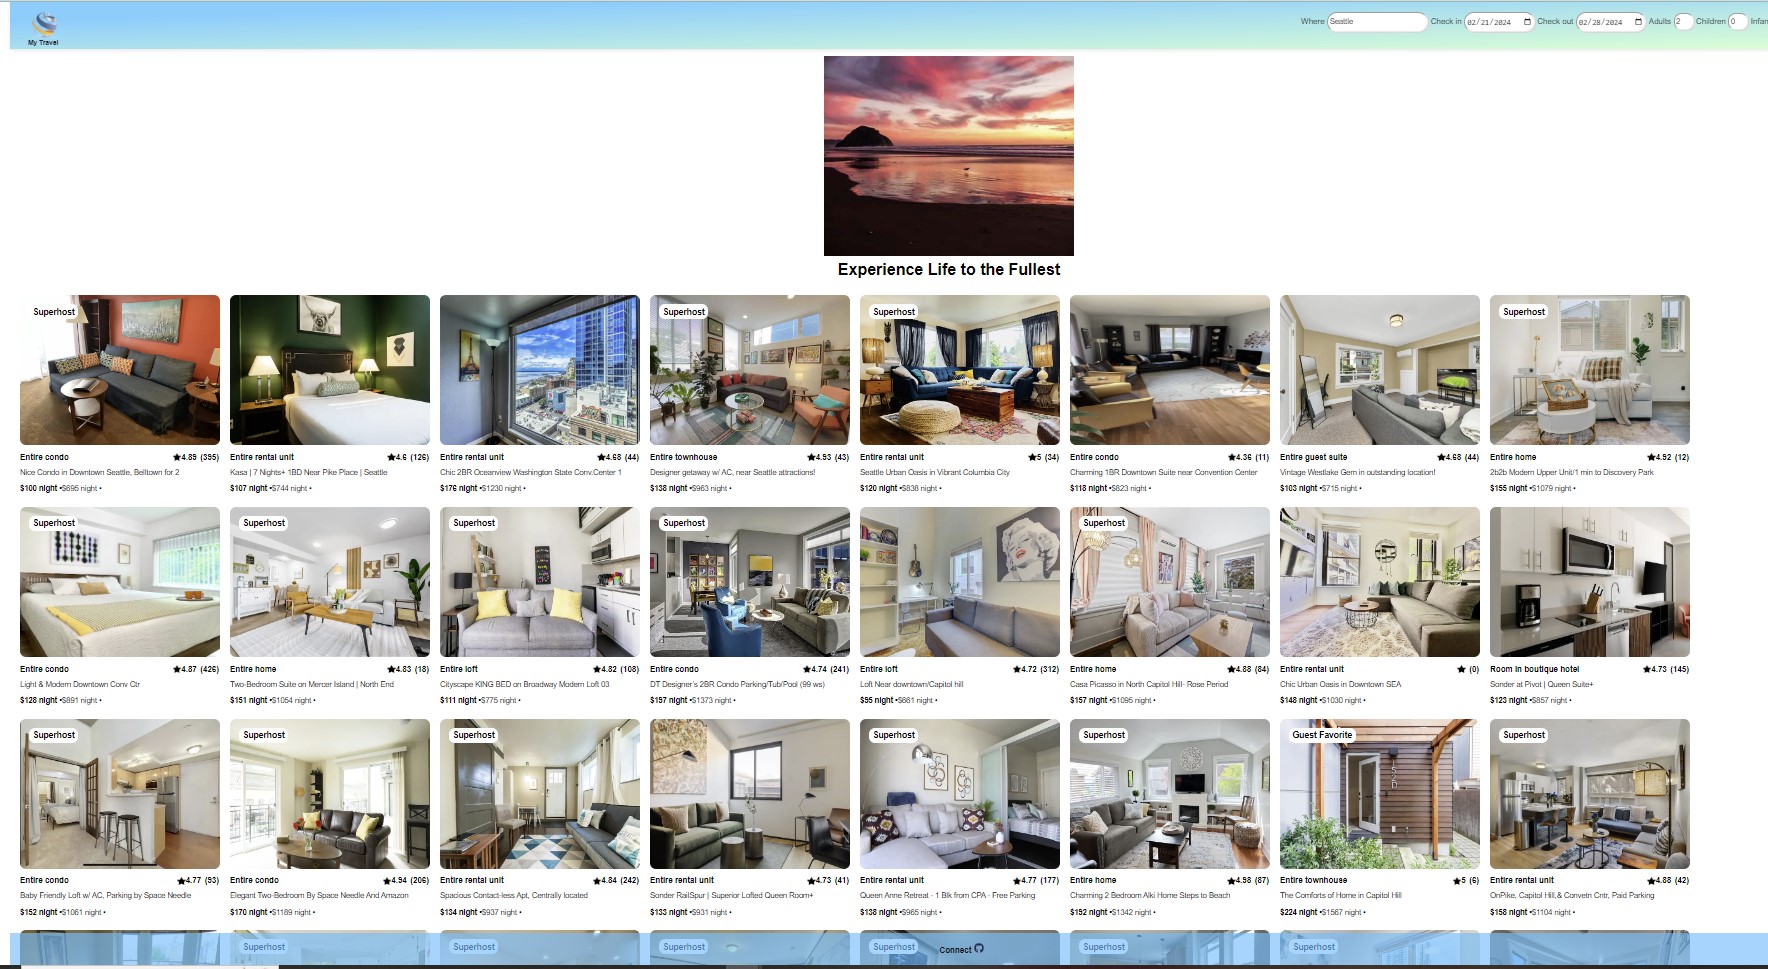 My Travel
Where Seattle Check in 02/21/2024 Check out 02/28/2024 Adults 2 Children 0 Infan
Experience Life to the Fullest
Superhost
Superhost
Superhost
Superhost
Entire condo ★4.89 (395)
Nice Condo in Downtown Seattle, Belltown for 2
$100 night •$695 night •
Entire rental unit ★4.6 (126)
Kasa | 7 Nights+ 1BD Near Pike Place | Seattle
$107 night •$744 night •
Entire rental unit ★4.68 (44)
Chic 2BR Oceanview Washington State Conv.Center 1
$176 night •$1230 night •
Entire townhouse ★4.93 (43)
Designer getaway w/ AC, near Seattle attractions!
$138 night •$963 night •
Entire rental unit ★5 (34)
Seattle Urban Oasis in Vibrant Columbia City
$120 night •$838 night •
Entire condo ★4.36 (11)
Charming 1BR Downtown Suite near Convention Center
$118 night •$823 night •
Entire guest suite ★4.68 (44)
Vintage Westlake Gem in outstanding location!
$103 night •$715 night •
Entire home ★4.92 (12)
2b2b Modern Upper Unit/1 min to Discovery Park
$155 night •$1079 night •
Superhost
Superhost
Superhost
Superhost
Superhost
Entire condo ★4.87 (426)
Light & Modern Downtown Conv Ctr
$128 night •$891 night •
Entire home ★4.83 (18)
Two-Bedroom Suite on Mercer Island | North End
$151 night •$1054 night •
Entire loft ★4.82 (108)
Cityscape KING BED on Broadway Modern Loft 03
$111 night •$775 night •
Entire condo ★4.74 (241)
DT Designer's 2BR Condo Parking/Tub/Pool (99 ws)
$197 night •$1373 night •
Entire loft ★4.72 (312)
Loft Near downtown/Capitol hill
$95 night •$661 night •
Entire home ★4.88 (84)
Casa Picasso in North Capitol Hill- Rose Period
$157 night •$1095 night •
Entire rental unit ★ (0)
Chic Urban Oasis in Downtown SEA
$148 night •$1030 night •
Room in boutique hotel ★4.73 (145)
Sonder at Pivot | Queen Suite+
$123 night •$857 night •
Superhost
Superhost
Superhost
Superhost
Superhost
Guest Favorite
Superhost
Entire condo ★4.77 (93)
Baby Friendly Loft w/ AC, Parking by Space Needle
$152 night •$1061 night •
Entire condo ★4.94 (206)
Elegant Two-Bedroom By Space Needle And Amazon
$170 night •$1189 night •
Entire rental unit ★4.84 (242)
Spacious Contact-less Apt, Centrally located
$134 night •$937 night •
Entire rental unit ★4.73 (41)
Sonder RailSpur | Superior Lofted Queen Room+
$133 night •$931 night •
Entire rental unit ★4.77 (177)
Queen Anne Retreat - 1 Blk from CPA - Free Parking
$138 night •$965 night •
Entire home ★4.98 (87)
Charming 2 Bedroom Alki Home Steps to Beach
$192 night •$1342 night •
Entire townhouse ★5 (6)
The Comforts of Home in Capitol Hill
$224 night •$1567 night •
Entire rental unit ★4.88 (42)
OnPike, Capitol Hill,& Convetn Cntr, Paid Parking
$158 night •$1104 night •
Superhost
Superhost
Superhost
Superhost
Superhost
Superhost
Connect